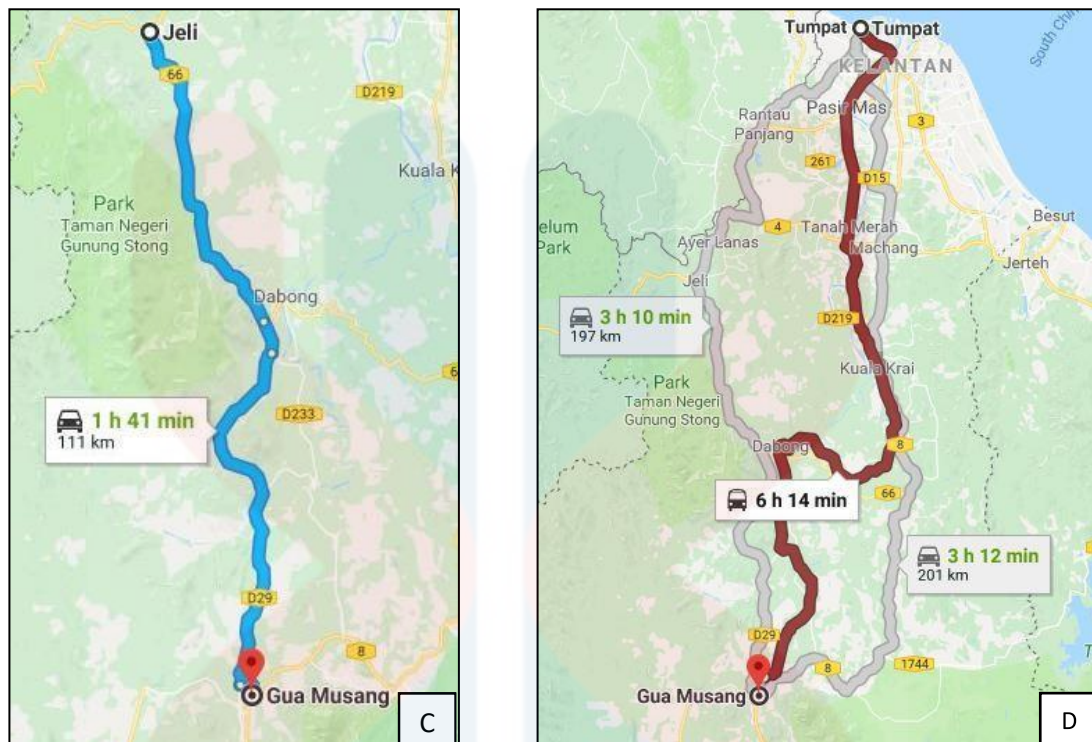 Jeli
66
D219
Kuala K
Park
Taman Negeri
Gunung Stong
Dabong
6
D233
1 h 41 min
111 km
D29
8
Gua Musang
C
Tumpat
Tumpat
KELANTAN
South Chin
Pasir Mas
Rantau
Panjang
3
261
D15
elum
Park
4
Tanah Merah
Machang
Besut
Jerteh
Ayer Lanas
Jeli
3 h 10 min
197 km
D219
Kuala Krai
Park
Taman Negeri
Gunung Stong
Dabong
8
66
6 h 14 min
3 h 12 min
201 km
D29
8
1744
Gua Musang
D